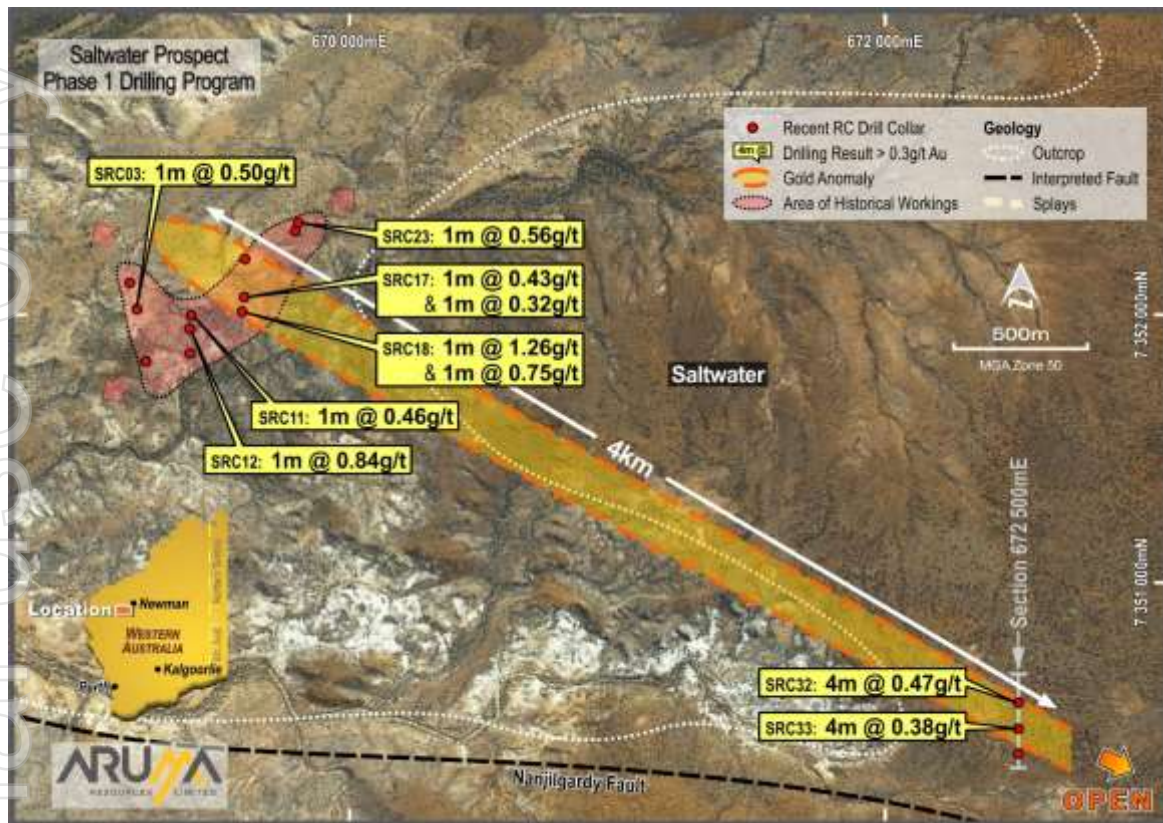 Saltwater Prospect
Phase 1 Drilling Program
670 000mE
672 000mE
Recent RC Drill Collar
4m @
Drilling Result > 0.3g/t Au
Gold Anomaly
Area of Historical Workings
Geology
Outcrop
Interpreted Fault
Splays
SRC03: 1m @ 0.50g/t
SRC23: 1m @ 0.56g/t
SRC17: 1m @ 0.43g/t
& 1m @ 0.32g/t
SRC18: 1m @ 1.26g/t
& 1m @ 0.75g/t
SRC11: 1m @ 0.46g/t
SRC12: 1m @ 0.84g/t
500m
MGA Zone 50
7 352 000mN
Saltwater
4km
Section 672 500mE
7 351 000mN
Location
Newman
WESTERN
AUSTRALIA
Kalgoorlie
Perth
SRC32: 4m @ 0.47g/t
SRC33: 4m @ 0.38g/t
Nanjilgardy Fault
ARUMA
RESOURCES LIMITED
OPEN